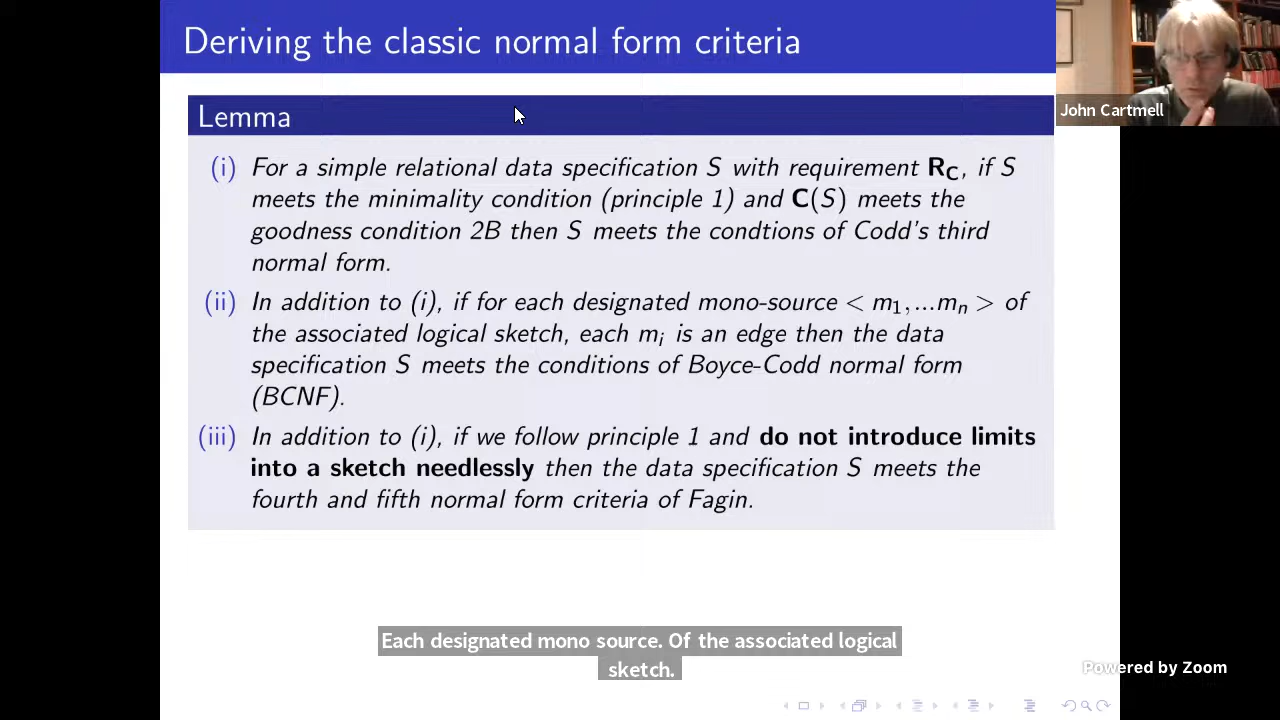 Deriving the classic normal form criteria
John Cartmell
Lemma
(i) For a simple relational data specification S with requirement R_C, if S
meets the minimality condition (principle 1) and C(S) meets the
goodness condition 2B then S meets the condtions of Codd's third
normal form.
(ii) In addition to (i), if for each designated mono-source < m₁, ...mₙ > of
the associated logical sketch, each mᵢ is an edge then the data
specification S meets the conditions of Boyce-Codd normal form
(BCNF).
(iii) In addition to (i), if we follow principle 1 and do not introduce limits
into a sketch needlessly then the data specification S meets the
fourth and fifth normal form criteria of Fagin.
Each designated mono source. Of the associated logical
sketch.
Powered by Zoom